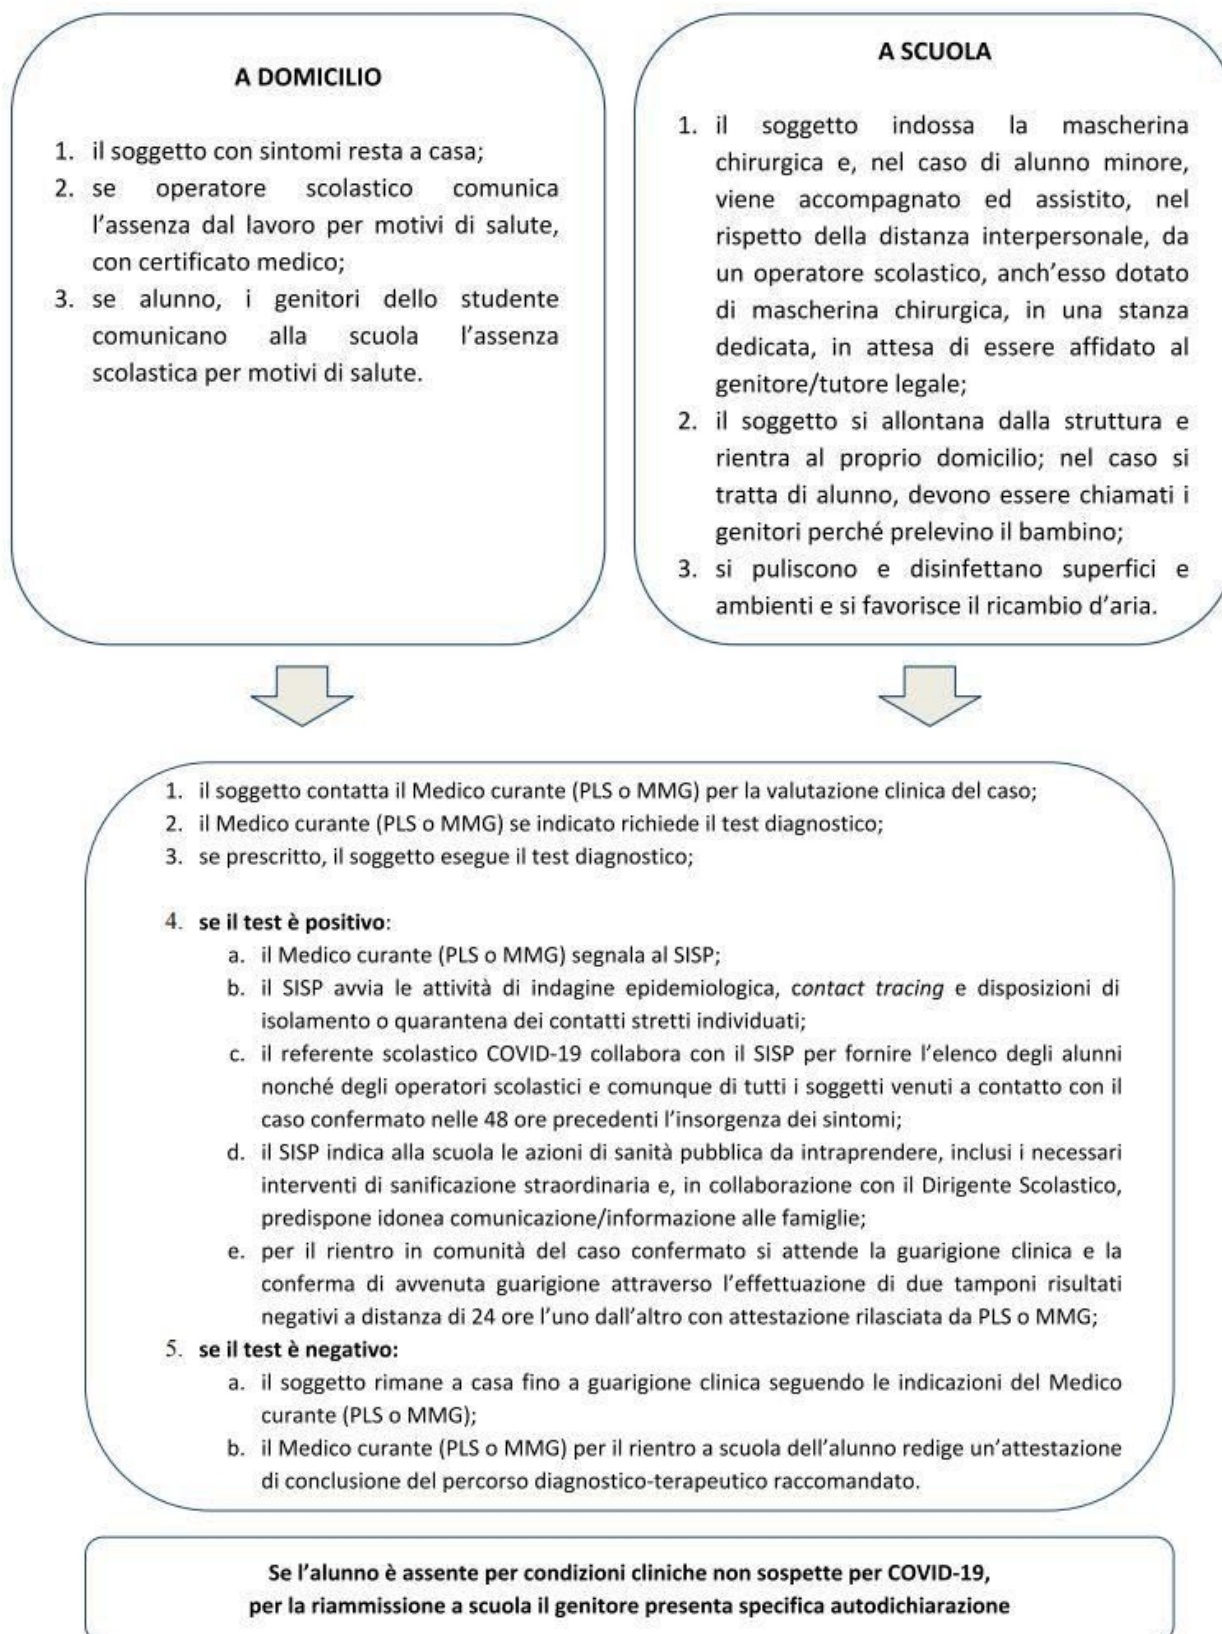 A DOMICILIO
1. il soggetto con sintomi resta a casa;
2. se operatore scolastico comunica
l’assenza dal lavoro per motivi di salute,
con certificato medico;
3. se alunno, i genitori dello studente
comunicano alla scuola l’assenza
scolastica per motivi di salute.
A SCUOLA
1. il soggetto indossa la mascherina
chirurgica e, nel caso di alunno minore,
viene accompagnato ed assistito, nel
rispetto della distanza interpersonale, da
un operatore scolastico, anch’esso dotato
di mascherina chirurgica, in una stanza
dedicata, in attesa di essere affidato al
genitore/tutore legale;
2. il soggetto si allontana dalla struttura e
rientra al proprio domicilio; nel caso si
tratta di alunno, devono essere chiamati i
genitori perché prelevino il bambino;
3. si puliscono e disinfettano superfici e
ambienti e si favorisce il ricambio d’aria.
1. il soggetto contatta il Medico curante (PLS o MMG) per la valutazione clinica del caso;
2. il Medico curante (PLS o MMG) se indicato richiede il test diagnostico;
3. se prescritto, il soggetto esegue il test diagnostico;
4. se il test è positivo:
a. il Medico curante (PLS o MMG) segnala al SISP;
b. il SISP avvia le attività di indagine epidemiologica, contact tracing e disposizioni di
isolamento o quarantena dei contatti stretti individuati;
c. il referente scolastico COVID-19 collabora con il SISP per fornire l’elenco degli alunni
nonché degli operatori scolastici e comunque di tutti i soggetti venuti a contatto con il
caso confermato nelle 48 ore precedenti l’insorgenza dei sintomi;
d. il SISP indica alla scuola le azioni di sanità pubblica da intraprendere, inclusi i necessari
interventi di sanificazione straordinaria e, in collaborazione con il Dirigente Scolastico,
predispone idonea comunicazione/informazione alle famiglie;
e. per il rientro in comunità del caso confermato si attende la guarigione clinica e la
conferma di avvenuta guarigione attraverso l’effettuazione di due tamponi risultati
negativi a distanza di 24 ore l’uno dall’altro con attestazione rilasciata da PLS o MMG;
5. se il test è negativo:
a. il soggetto rimane a casa fino a guarigione clinica seguendo le indicazioni del Medico
curante (PLS o MMG);
b. il Medico curante (PLS o MMG) per il rientro a scuola dell’alunno redige un’attestazione
di conclusione del percorso diagnostico-terapeutico raccomandato.
Se l’alunno è assente per condizioni cliniche non sospette per COVID-19,
per la riammissione a scuola il genitore presenta specifica autodichiarazione